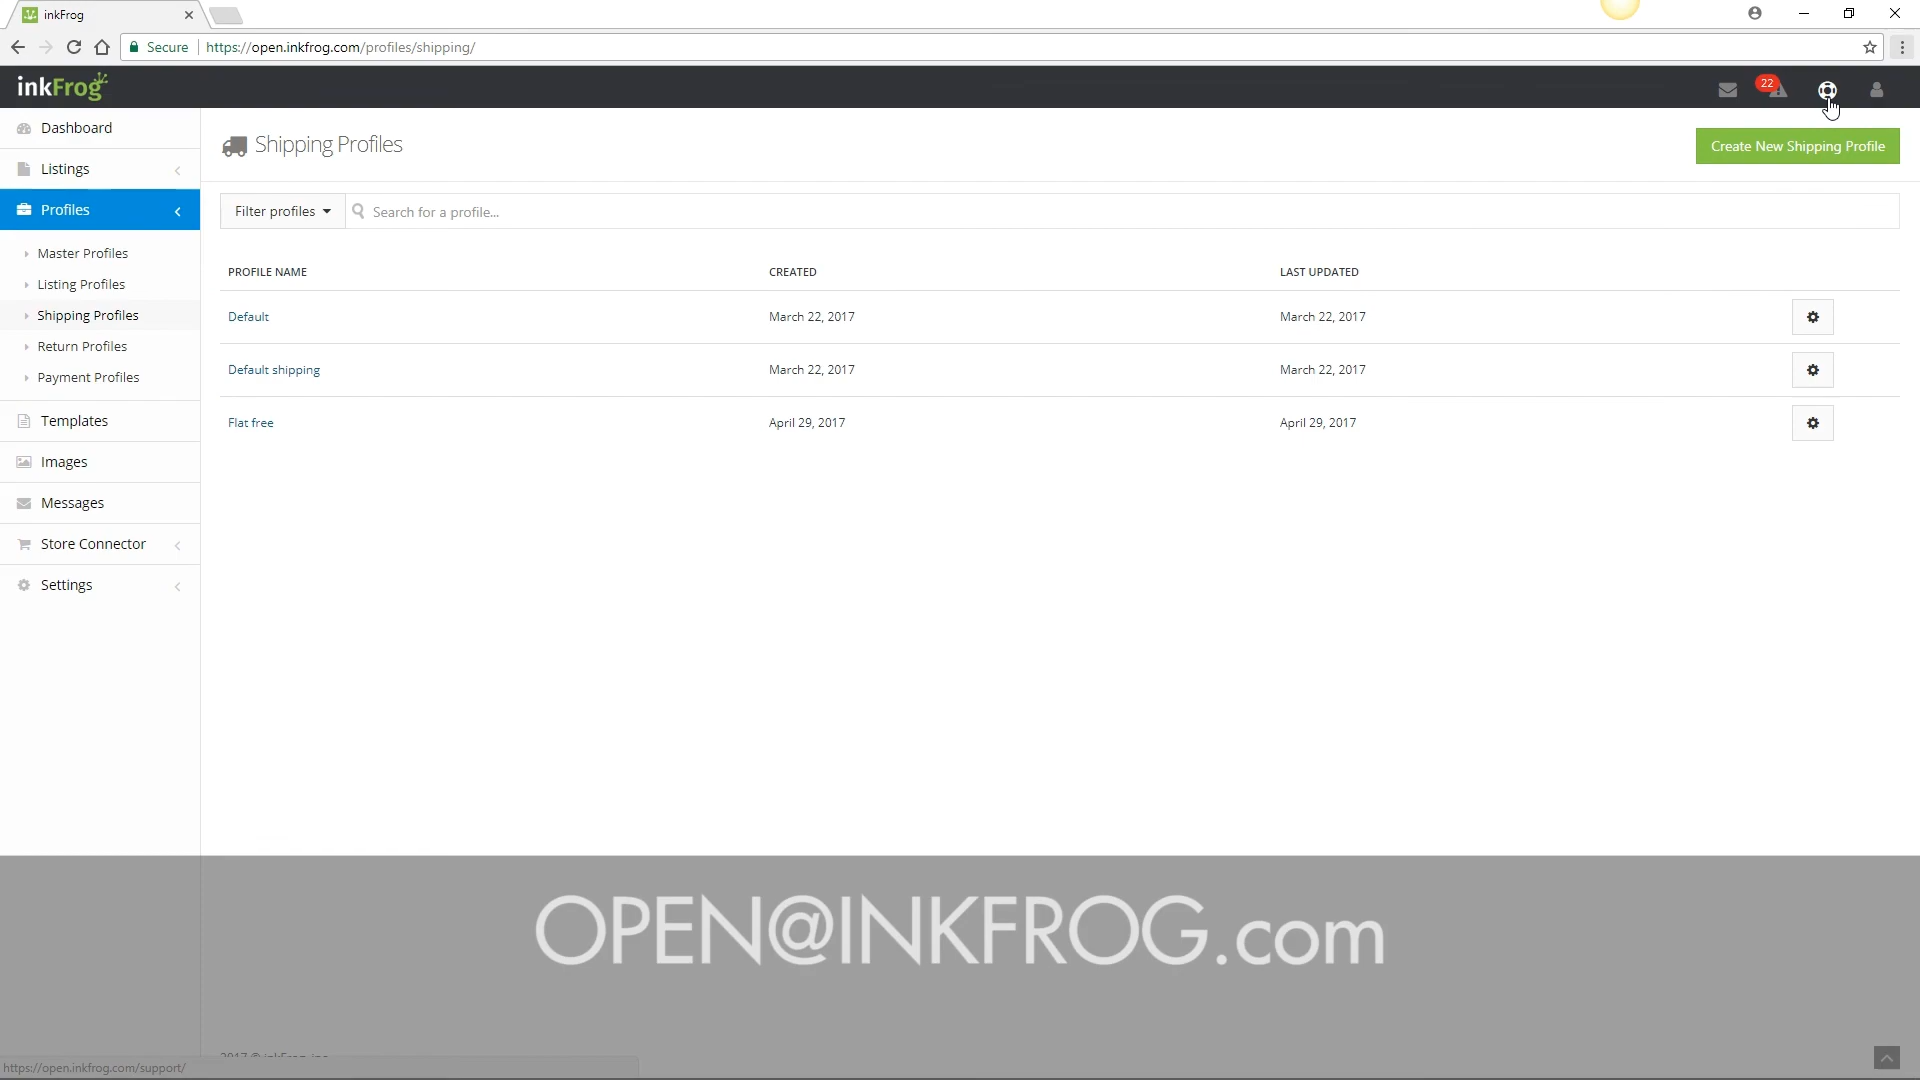 inkFrog
Secure https://open.inkfrog.com/profiles/shipping/
inkFrog
22
Dashboard
Listings
Profiles
Master Profiles
Listing Profiles
Shipping Profiles
Return Profiles
Payment Profiles
Templates
Images
Messages
Store Connector
Settings
Shipping Profiles
Create New Shipping Profile
Filter profiles
Search for a profile...
PROFILE NAME CREATED LAST UPDATED
Default March 22, 2017 March 22, 2017
Default shipping March 22, 2017 March 22, 2017
Flat free April 29, 2017 April 29, 2017
OPEN@INKFROG.com
2017 © inkFrog, inc
https://open.inkfrog.com/support/